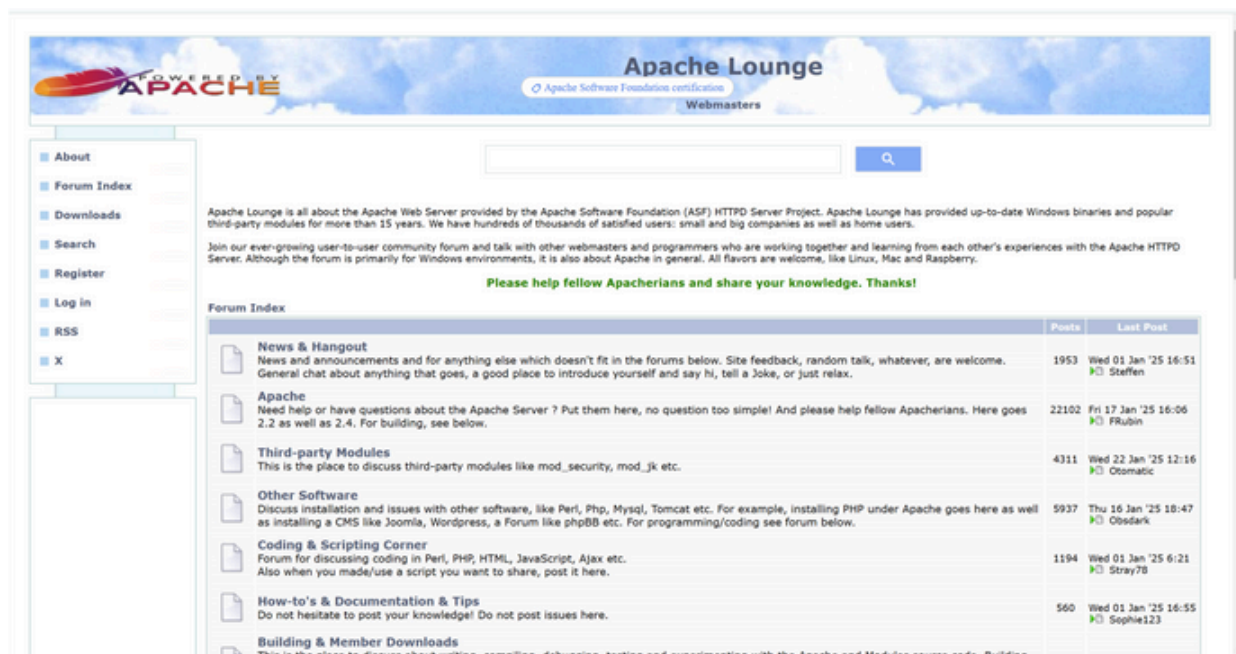 POWERED BY
APACHE
Apache Lounge
Apache Software Foundation certification
Webmasters
About
Forum Index
Downloads
Search
Register
Log in
RSS
X
Apache Lounge is all about the Apache Web Server provided by the Apache Software Foundation (ASF) HTTPD Server Project. Apache Lounge has provided up-to-date Windows binaries and popular
third-party modules for more than 15 years. We have hundreds of thousands of satisfied users: small and big companies as well as home users.
Join our ever-growing user-to-user community forum and talk with other webmasters and programmers who are working together and learning from each other's experiences with the Apache HTTPD
Server. Although the forum is primarily for Windows environments, it is also about Apache in general. All flavors are welcome, like Linux, Mac and Raspberry.
Please help fellow Apacherians and share your knowledge. Thanks!
Forum Index
Posts Last Post
News & Hangout
News and announcements and for anything else which doesn't fit in the forums below. Site feedback, random talk, whatever, are welcome.
General chat about anything that goes, a good place to introduce yourself and say hi, tell a Joke, or just relax.
1953 Wed 01 Jan '25 16:51
Steffen
Apache
Need help or have questions about the Apache Server ? Put them here, no question too simple! And please help fellow Apacherians. Here goes
2.2 as well as 2.4. For building, see below.
22102 Fri 17 Jan '25 16:06
FRubin
Third-party Modules
This is the place to discuss third-party modules like mod_security, mod_jk etc.
4311 Wed 22 Jan '25 12:16
Otomatic
Other Software
Discuss installation and issues with other software, like Perl, Php, Mysql, Tomcat etc. For example, installing PHP under Apache goes here as well
as installing a CMS like Joomla, Wordpress, a Forum like phpBB etc. For programming/coding see forum below.
5937 Thu 16 Jan '25 18:47
Obsdark
Coding & Scripting Corner
Forum for discussing coding in Perl, PHP, HTML, JavaScript, Ajax etc.
Also when you made/use a script you want to share, post it here.
1194 Wed 01 Jan '25 6:21
Stray78
How-to's & Documentation & Tips
Do not hesitate to post your knowledge! Do not post issues here.
560 Wed 01 Jan '25 16:55
Sophie123
Building & Member Downloads